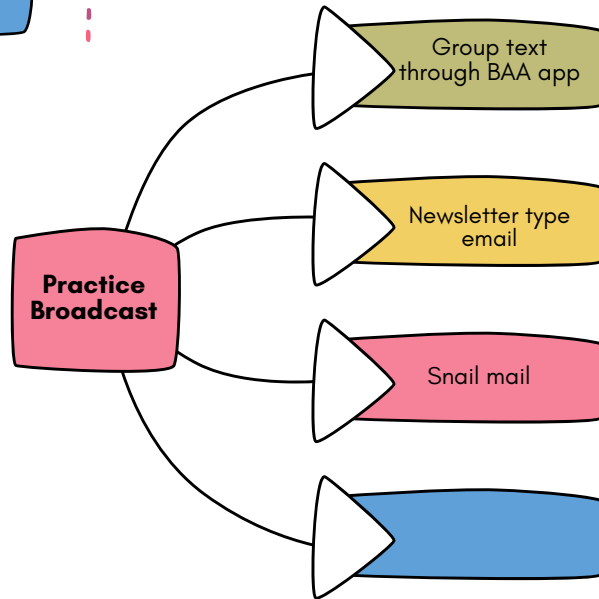 Group text
through BAA app
Newsletter type
email
Practice
Broadcast
Snail mail